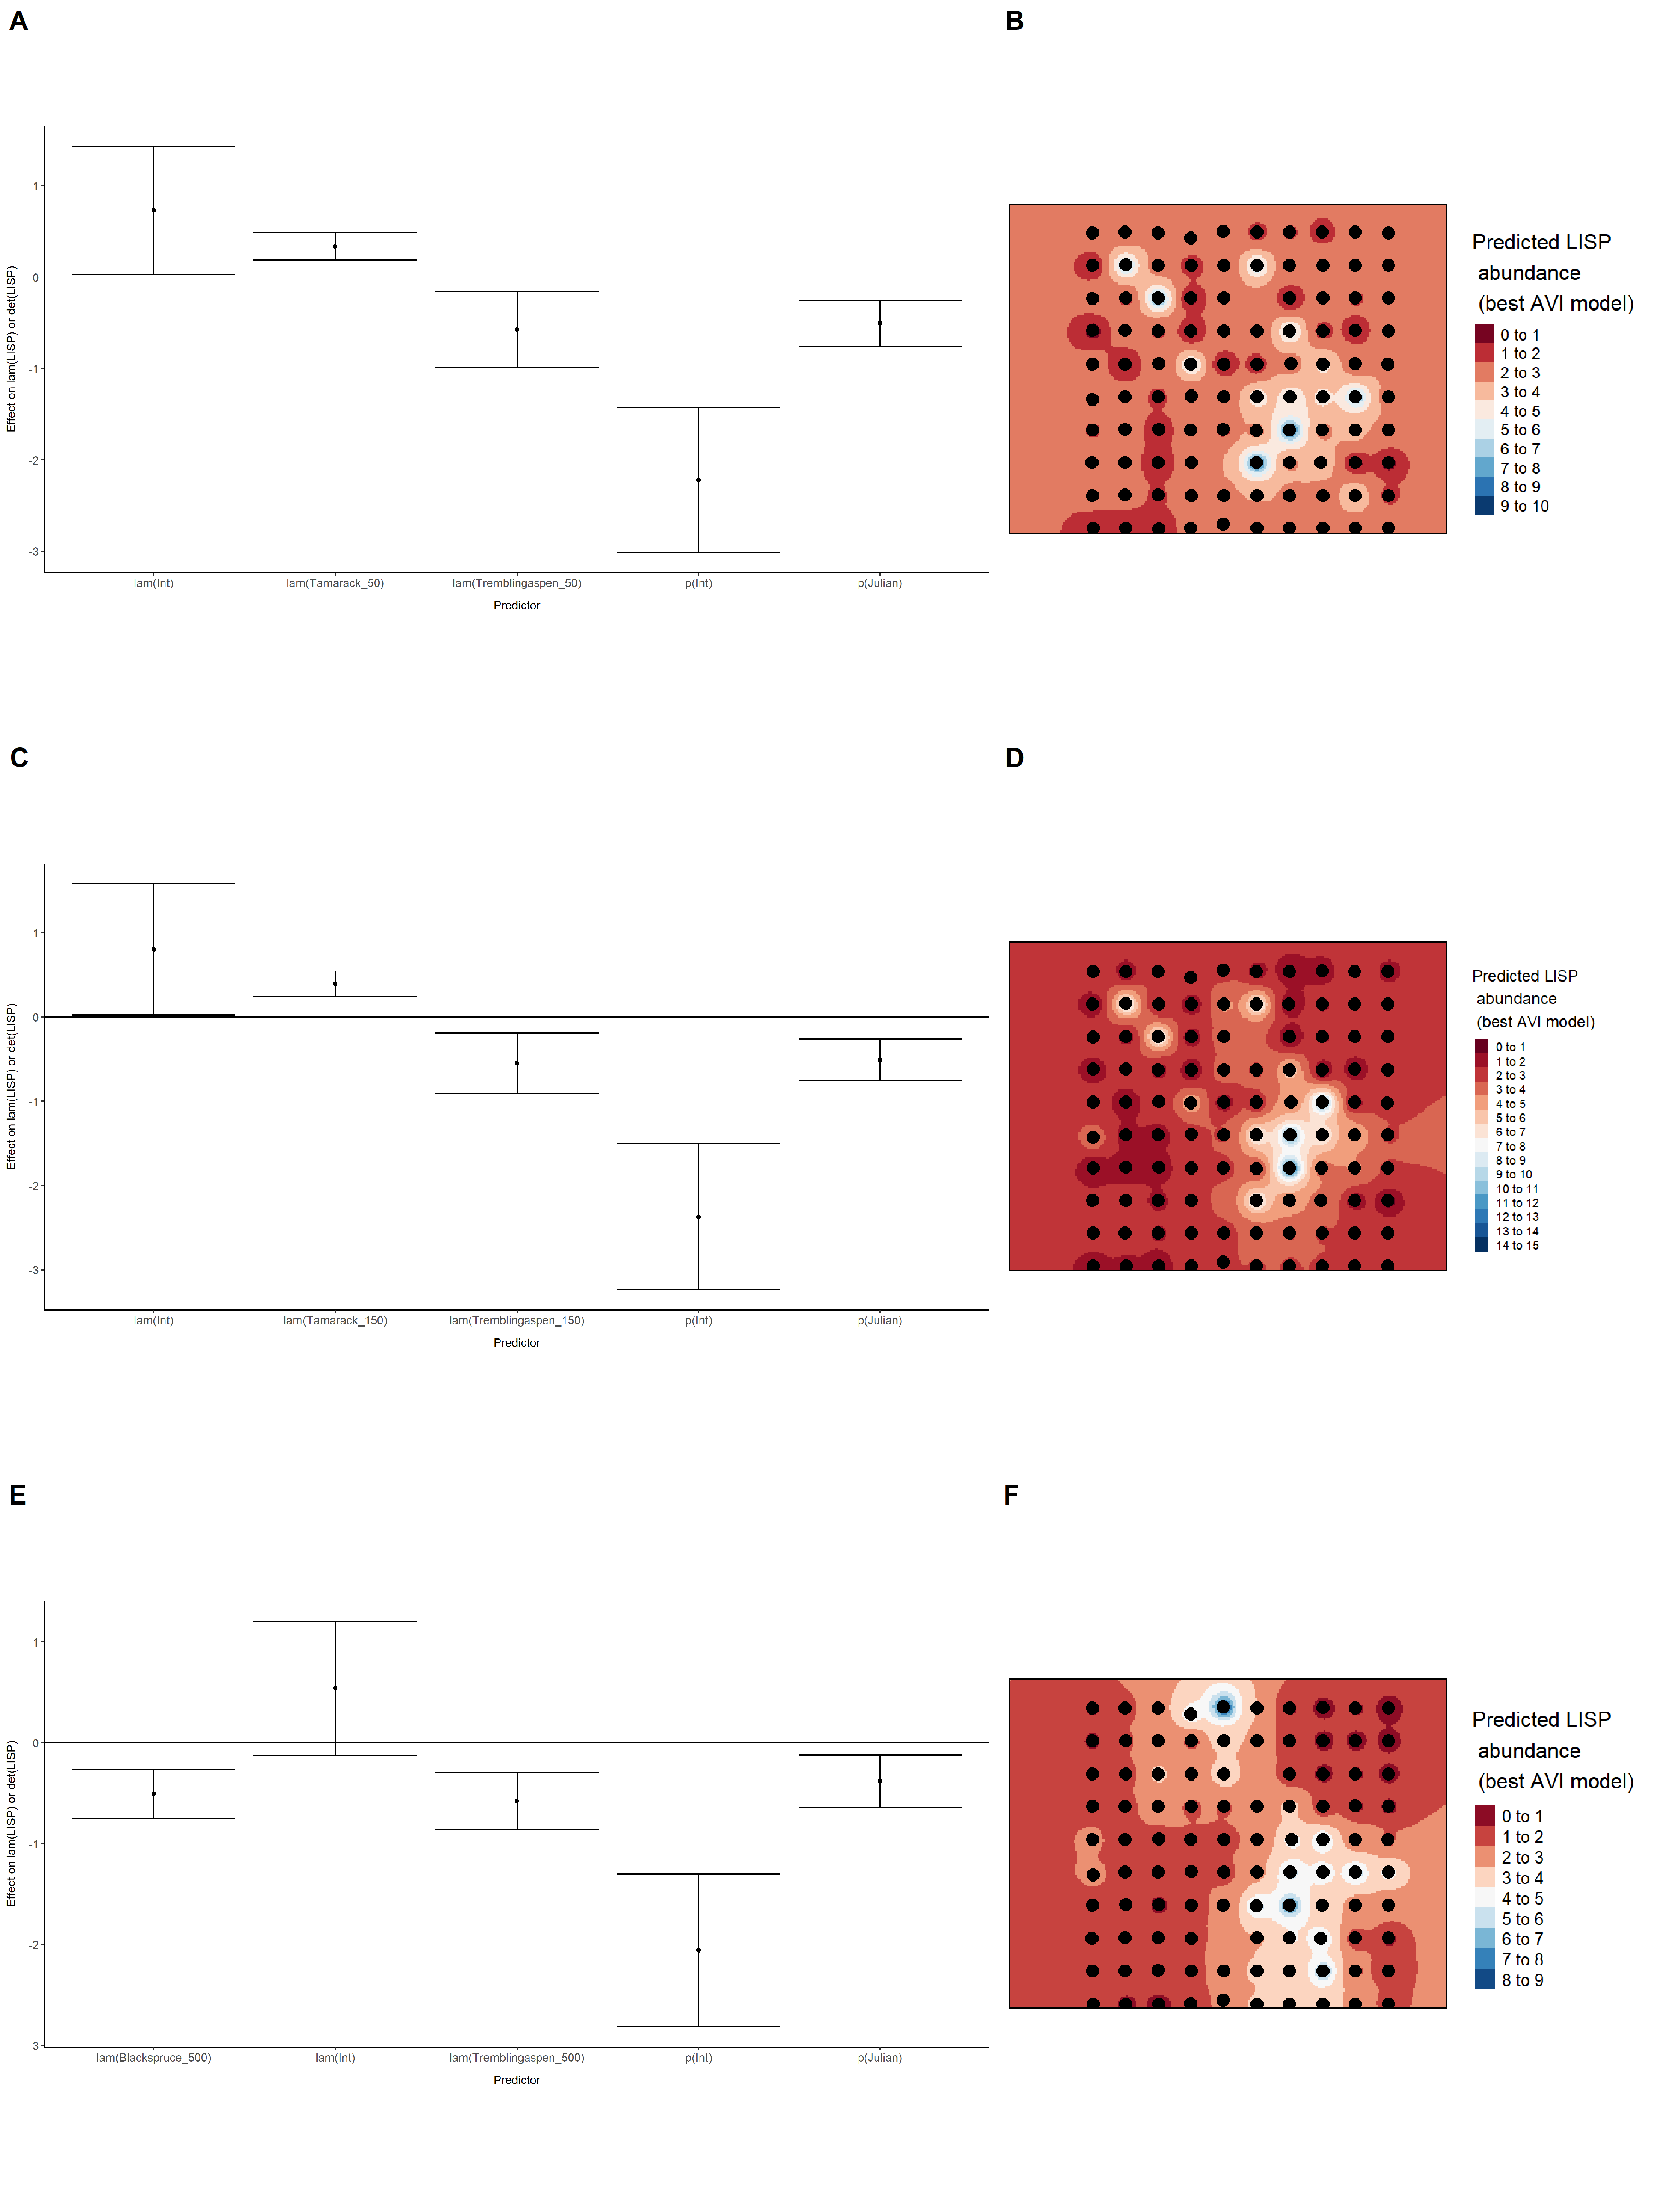 A
B
Effect on lam(LISP) or det(LISP)
1
0
-1
-2
-3
lam(Int)
lam(Tamarack_50)
lam(Tremblingaspen_50)
p(Int)
p(Julian)
Predictor
Predicted LISP
abundance
(best AVI model)
0 to 1
1 to 2
2 to 3
3 to 4
4 to 5
5 to 6
6 to 7
7 to 8
8 to 9
9 to 10
C
D
Effect on lam(LISP) or det(LISP)
1
0
-1
-2
-3
lam(Int)
lam(Tamarack_150)
lam(Tremblingaspen_150)
p(Int)
p(Julian)
Predictor
Predicted LISP
abundance
(best AVI model)
0 to 1
1 to 2
2 to 3
3 to 4
4 to 5
5 to 6
6 to 7
7 to 8
8 to 9
9 to 10
10 to 11
11 to 12
12 to 13
13 to 14
14 to 15
E
F
Effect on lam(LISP) or det(LISP)
1
0
-1
-2
-3
lam(Blackspruce_500)
lam(Int)
lam(Tremblingaspen_500)
p(Int)
p(Julian)
Predictor
Predicted LISP
abundance
(best AVI model)
0 to 1
1 to 2
2 to 3
3 to 4
4 to 5
5 to 6
6 to 7
7 to 8
8 to 9